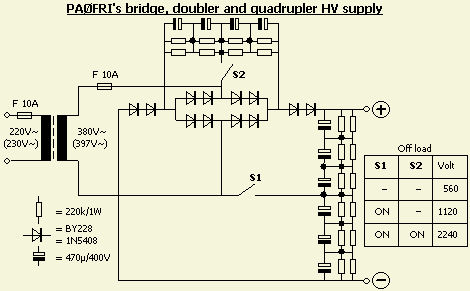 PAØFRI's bridge, doubler and quadrupler HV supply
S2
F 10A
F 10A
220V~
(230V~)
380V~
(397V~)
S1
+
Off load
S1 S2 Volt
– – 560
ON – 1120
ON ON 2240
= 220k/1W
= BY228
= 1N5408
= 470µ/400V
−